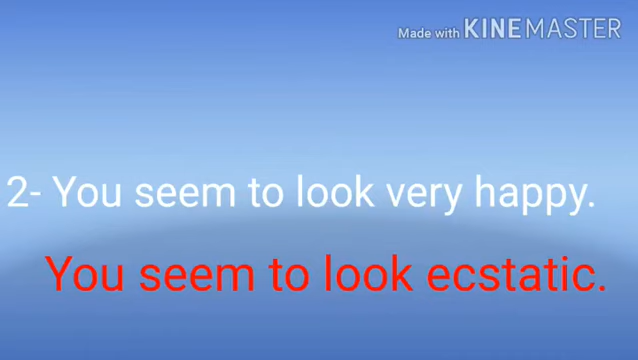 Made with KINEMASTER
2- You seem to look very happy.
You seem to look ecstatic.